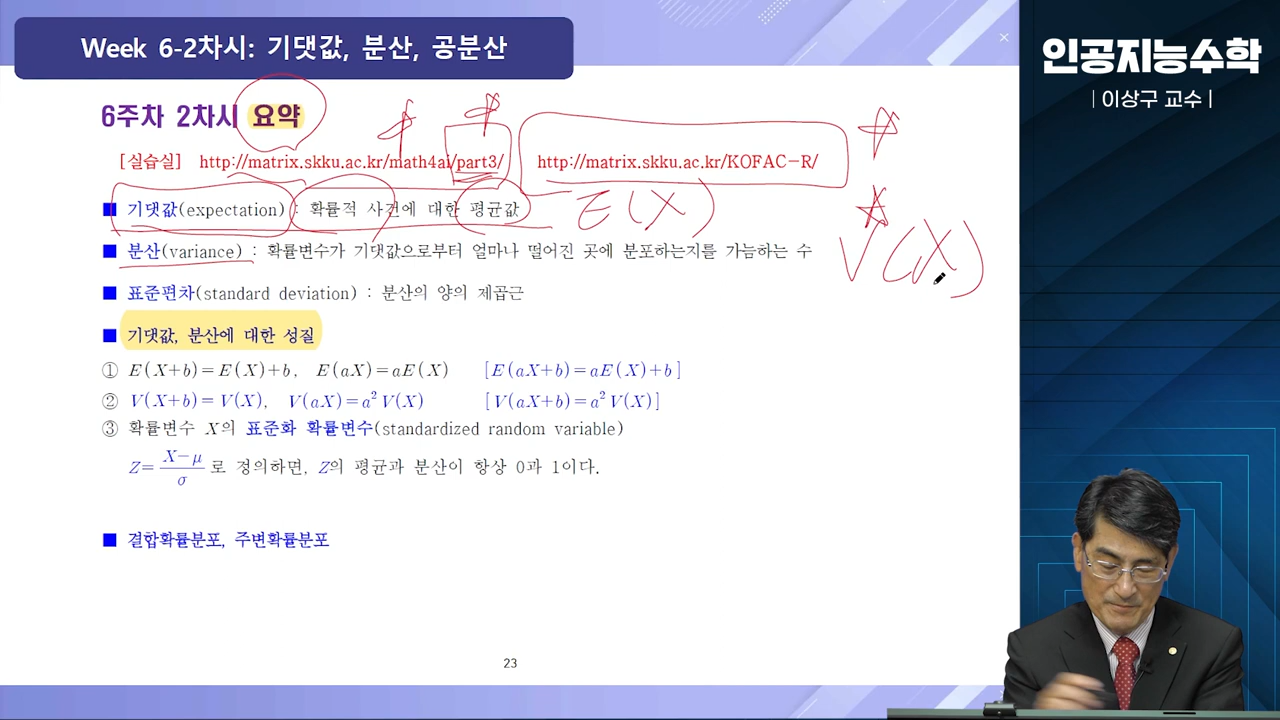 Week 6-2차시: 기댓값, 분산, 공분산
인공지능수학
| 이상구 교수 |
6주차 2차시 요약
[실습실] http://matrix.skku.ac.kr/math4ai/part3/ http://matrix.skku.ac.kr/KOFAC-R/
■ 기댓값(expectation) : 확률적 사건에 대한 평균값 E(X)
■ 분산(variance) : 확률변수가 기댓값으로부터 얼마나 떨어진 곳에 분포하는지를 가늠하는 수 V(X)
■ 표준편차(standard deviation) : 분산의 양의 제곱근
■ 기댓값, 분산에 대한 성질
① E(X+b)=E(X)+b, E(aX)=aE(X) [E(aX+b)=aE(X)+b]
② V(X+b)=V(X), V(aX)=a²V(X) [V(aX+b)=a²V(X)]
③ 확률변수 X의 표준화 확률변수(standardized random variable)
Z=(X-μ)/σ로 정의하면, Z의 평균과 분산이 항상 0과 1이다.
■ 결합확률분포, 주변확률분포
23